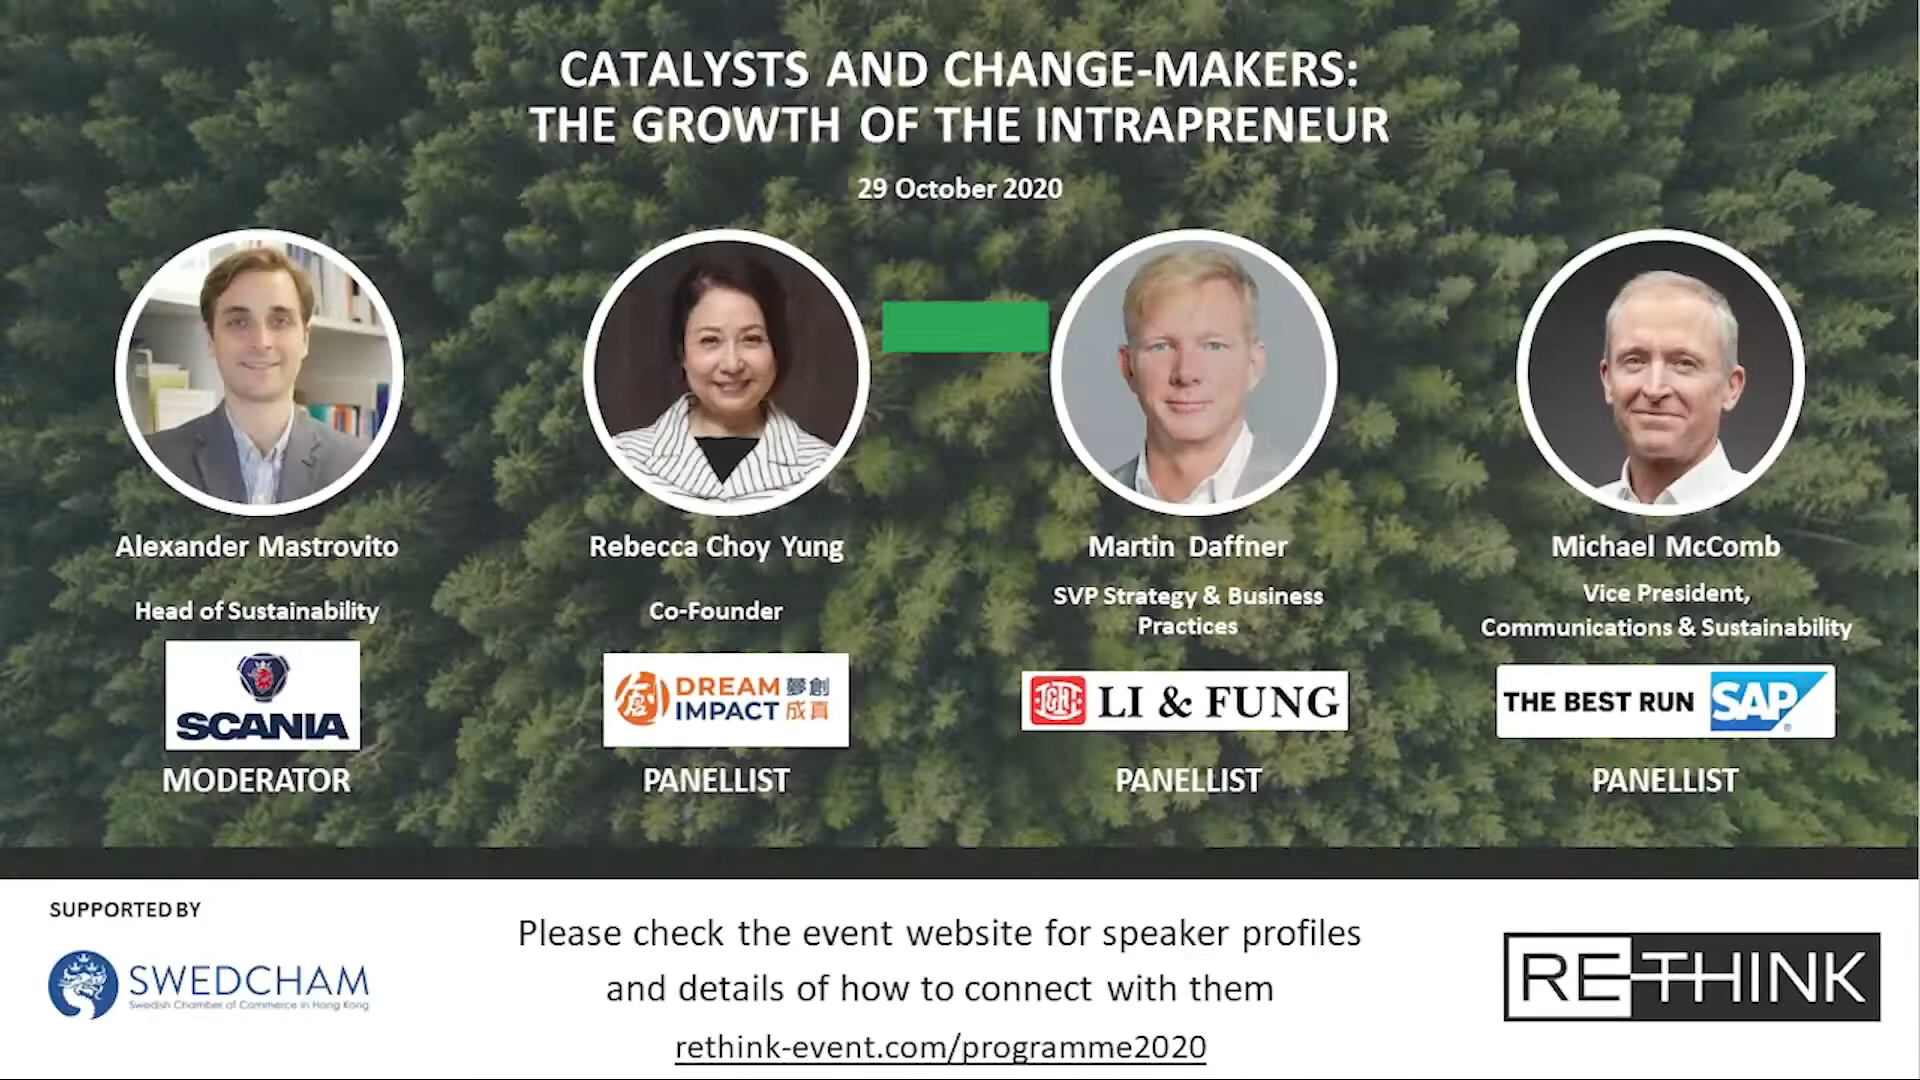 CATALYSTS AND CHANGE-MAKERS:
THE GROWTH OF THE INTRAPRENEUR
29 October 2020
Alexander Mastrovito
Head of Sustainability
SCANIA
MODERATOR
Rebecca Choy Yung
Co-Founder
DREAM IMPACT 夢創成真
PANELLIST
Martin Daffner
SVP Strategy & Business
Practices
LI & FUNG
PANELLIST
Michael McComb
Vice President,
Communications & Sustainability
THE BEST RUN SAP
PANELLIST
SUPPORTED BY
SWEDCHAM
Swedish Chamber of Commerce in Hong Kong
Please check the event website for speaker profiles
and details of how to connect with them
rethink-event.com/programme2020
RETHINK